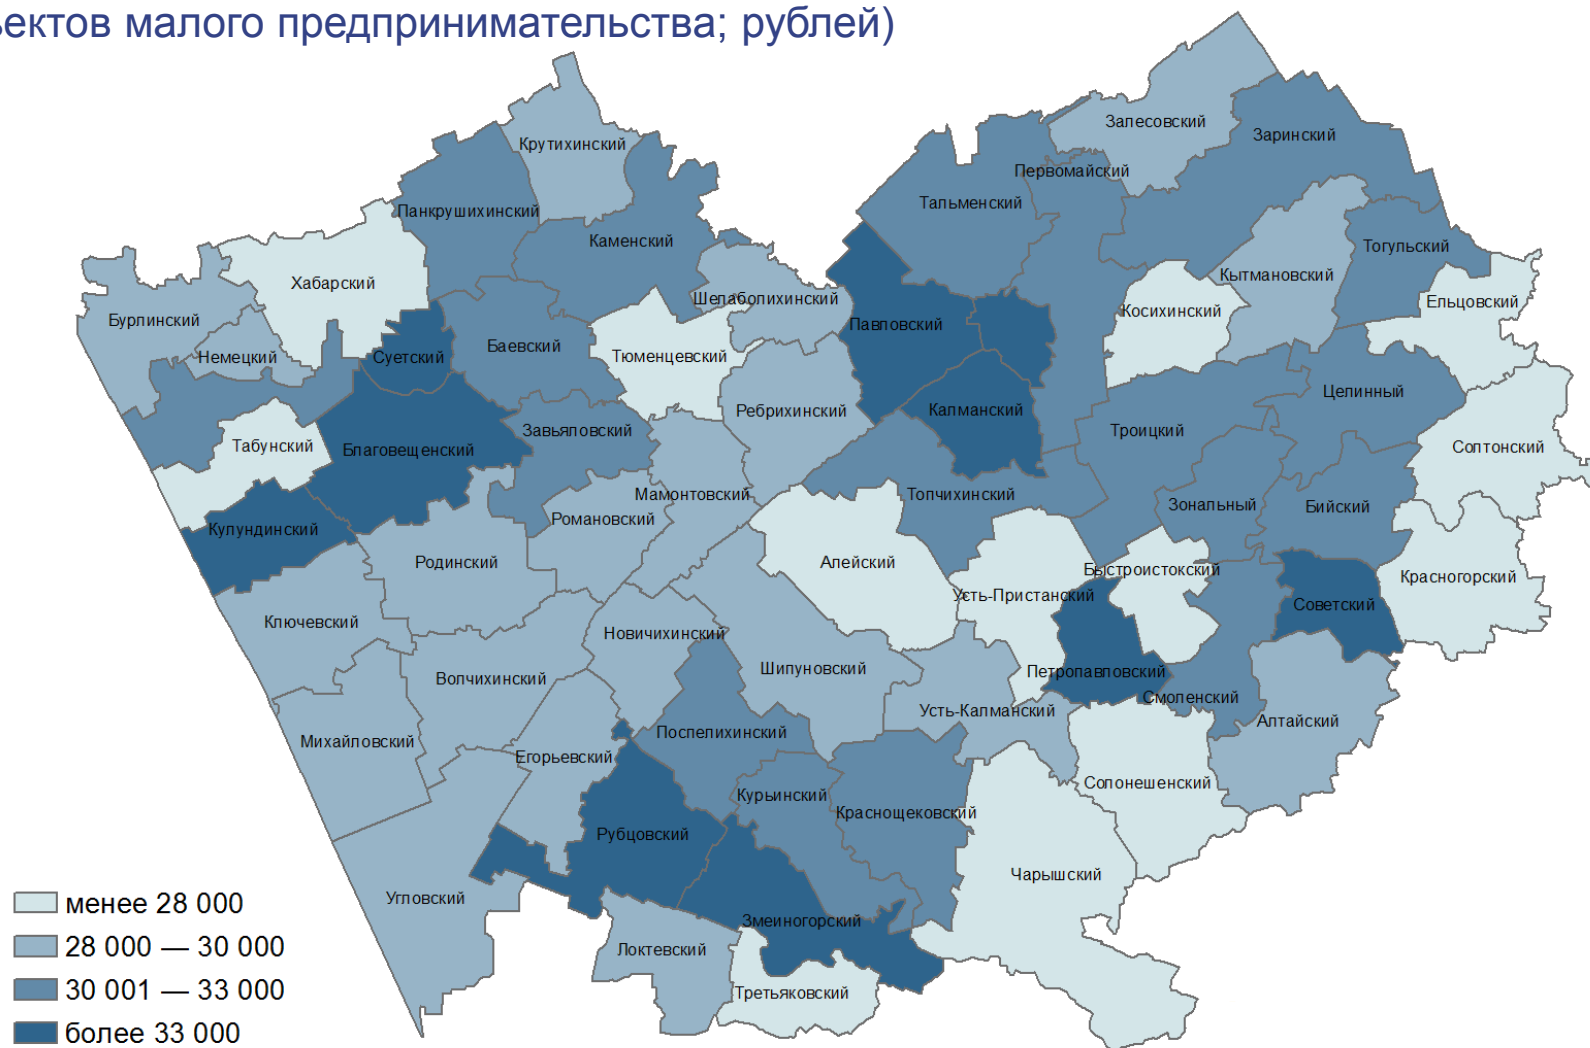 ъектов малого предпринимательства; рублей)
Крутихинский
Залесовский
Заринский
Первомайский
Панкрушихинский
Тальменский
Каменский
Тогульский
Хабарский
Кытмановский
Шелаболихинский
Ельцовский
Косихинский
Бурлинский
Павловский
Немецкий
Суетский
Баевский
Тюменцевский
Целинный
Ребрихинский
Калманский
Завьяловский
Троицкий
Табунский
Благовещенский
Солтонский
Мамонтовский
Топчихинский
Зональный
Бийский
Романовский
Кулундинский
Родинский
Алейский
Быстроистокский
Красногорский
Усть-Пристанский
Советский
Ключевский
Новичихинский
Шипуновский
Петропавловский
Волчихинский
Смоленский
Усть-Калманский
Алтайский
Михайловский
Поспелихинский
Егорьевский
Солонешенский
Курьинский
Краснощековский
Рубцовский
Чарышский
Угловский
Змеиногорский
Локтевский
Третьяковский
менее 28 000
28 000 — 30 000
30 001 — 33 000
более 33 000